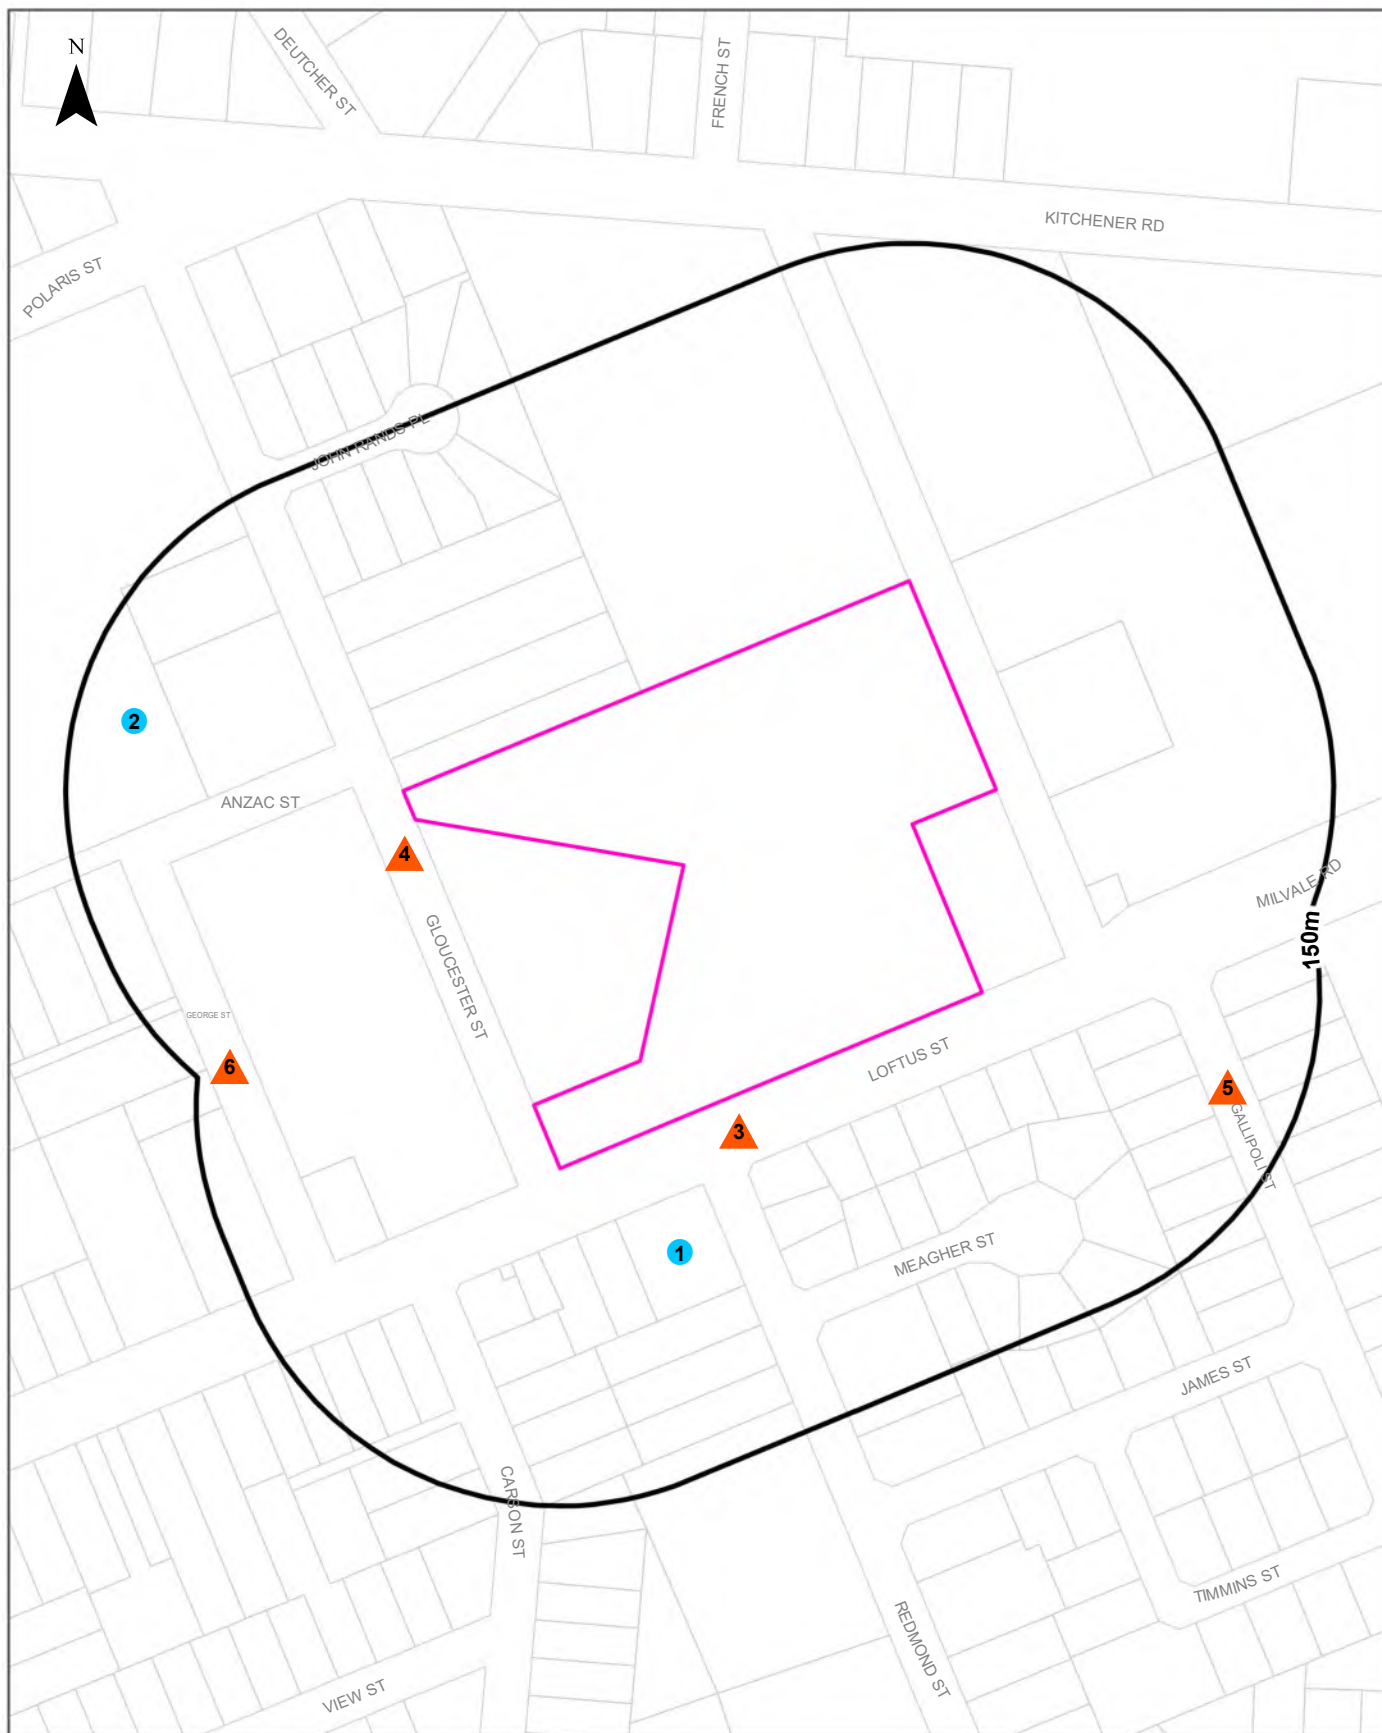 N
DEUTCHER ST
FRENCH ST
KITCHENER RD
POLARIS ST
JOHN RANDS PL
2
ANZAC ST
4
MILVALE RD
150m
GLOUCESTER ST
GEORGE ST
6
LOFTUS ST
5
GALLIPOLI ST
3
1
MEAGHER ST
JAMES ST
CARSON ST
TIMMINS ST
REDMOND ST
VIEW ST